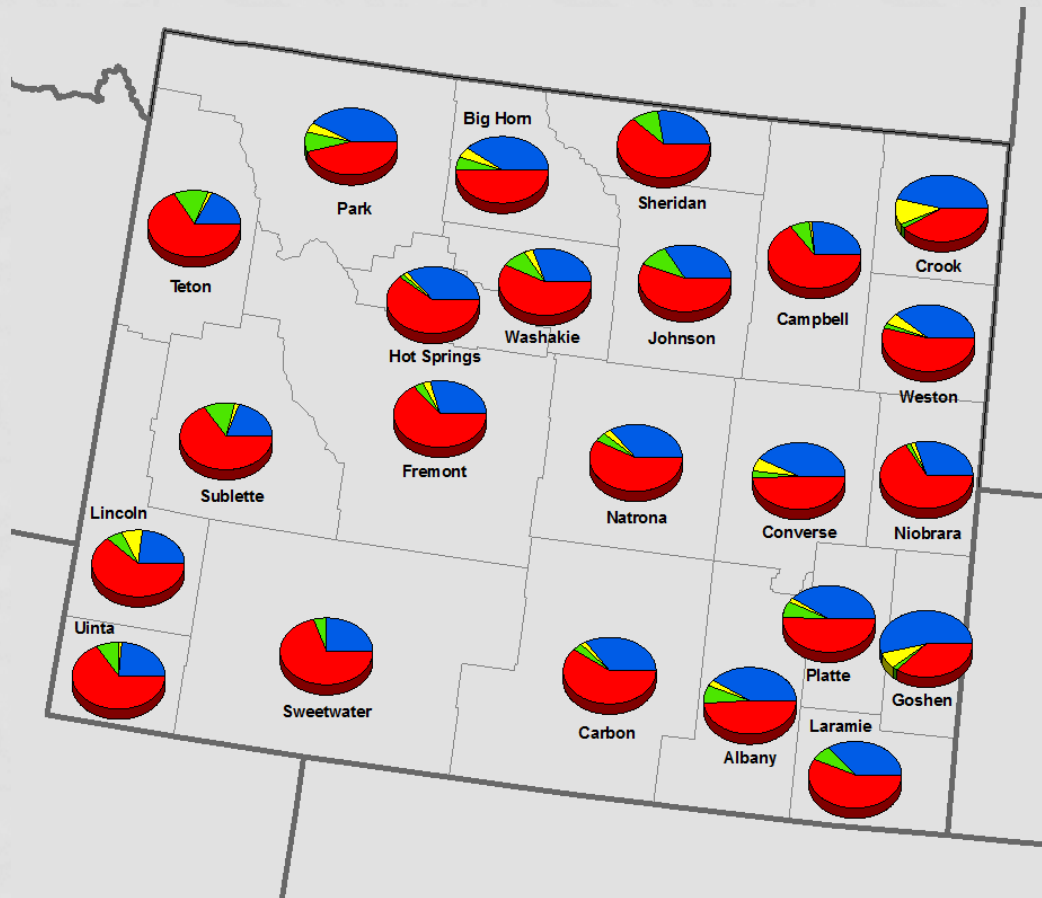 Big Horn
Park
Sheridan
Crook
Teton
Campbell
Washakie
Johnson
Hot Springs
Weston
Fremont
Sublette
Lincoln
Natrona
Converse
Niobrara
Uinta
Platte
Goshen
Sweetwater
Laramie
Carbon
Albany